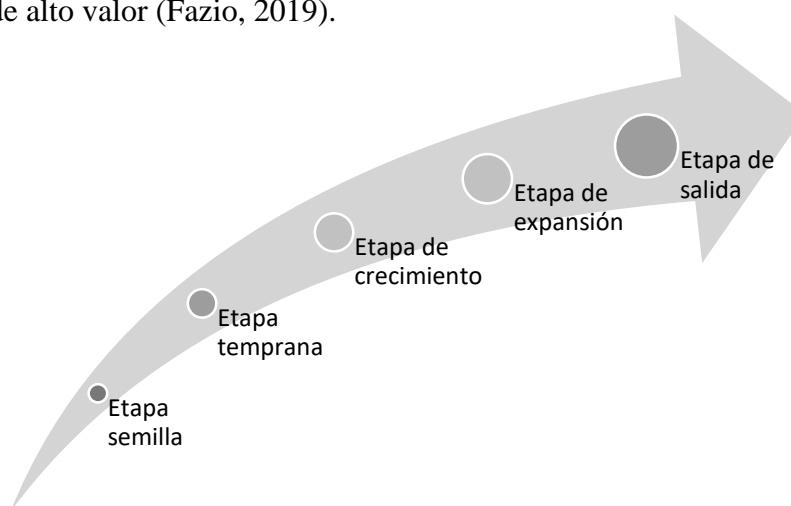 de alto valor (Fazio, 2019).
Etapa de
salida
Etapa de
expansión
Etapa de
crecimiento
Etapa
temprana
Etapa
semilla